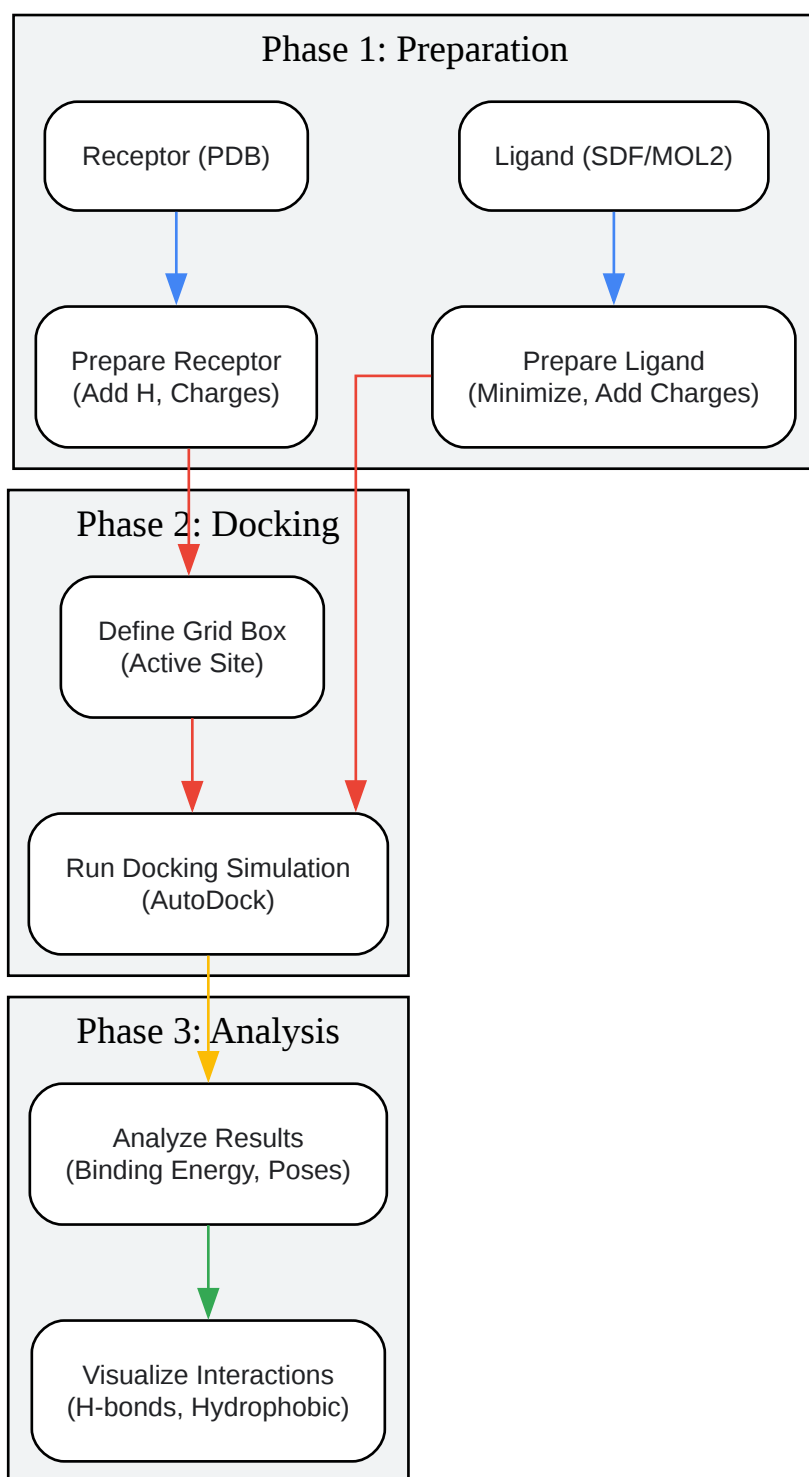 Phase 1: Preparation
Receptor (PDB)
Ligand (SDF/MOL2)
Prepare Receptor
(Add H, Charges)
Prepare Ligand
(Minimize, Add Charges)
Phase 2: Docking
Define Grid Box
(Active Site)
Run Docking Simulation
(AutoDock)
Phase 3: Analysis
Analyze Results
(Binding Energy, Poses)
Visualize Interactions
(H-bonds, Hydrophobic)